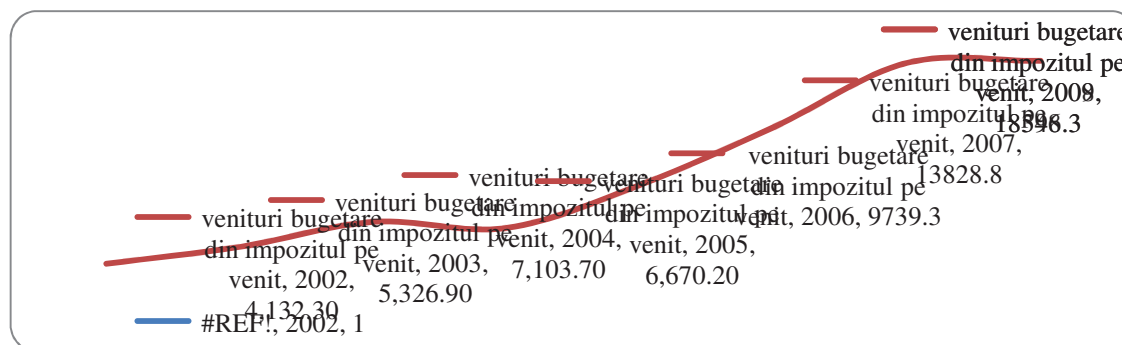 venituri bugetare
din impozitul pe
venit, 2002,
4,132.30
venituri bugetare
din impozitul pe
venit, 2003,
5,326.90
venituri bugetare
din impozitul pe
venit, 2004,
7,103.70
venituri bugetare
din impozitul pe
venit, 2005,
6,670.20
venituri bugetare
din impozitul pe
venit, 2006, 9739.3
venituri bugetare
din impozitul pe
venit, 2007,
13828.8
venituri bugetare
din impozitul pe
venit,
#REF!, 2002, 1